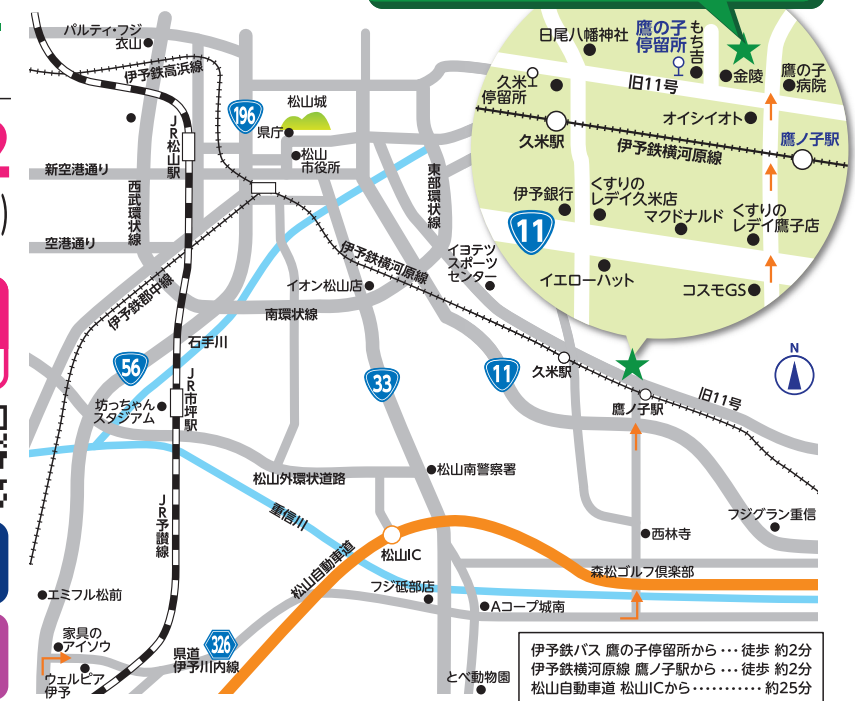 パルティ・フジ
衣山
伊予鉄高浜線
196
松山城
県庁
松山
市役所
JR松山駅
新空港通り
西武環状線
空港通り
東部環状線
伊予鉄横河原線
イヨテツ
スポーツ
センター
イオン松山店
伊予鉄郡中線
南環状線
石手川
56
33
11
久米駅
鷹ノ子駅
旧11号
N
JR市坪駅
坊っちゃん
スタジアム
松山外環状道路
松山南警察署
重信川
JR予讃線
松山IC
松山自動車道
西林寺
フジグラン重信
森松ゴルフ倶楽部
フジ砥部店
Aコープ城南
エミフル松前
家具の
アイソウ
ウェルピア
伊予
県道
伊予川内線
326
とべ動物園
日尾八幡神社
鷹の子
停留所
もち吉
金陵
鷹の子
病院
久米
停留所
旧11号
オイシイオト
久米駅
伊予鉄横河原線
鷹ノ子駅
伊予銀行
くすりの
レデイ久米店
マクドナルド
くすりの
レデイ鷹子店
11
イエローハット
コスモGS
伊予鉄バス 鷹の子停留所から … 徒歩 約2分
伊予鉄横河原線 鷹ノ子駅から … 徒歩 約2分
松山自動車道 松山ICから ………… 約25分